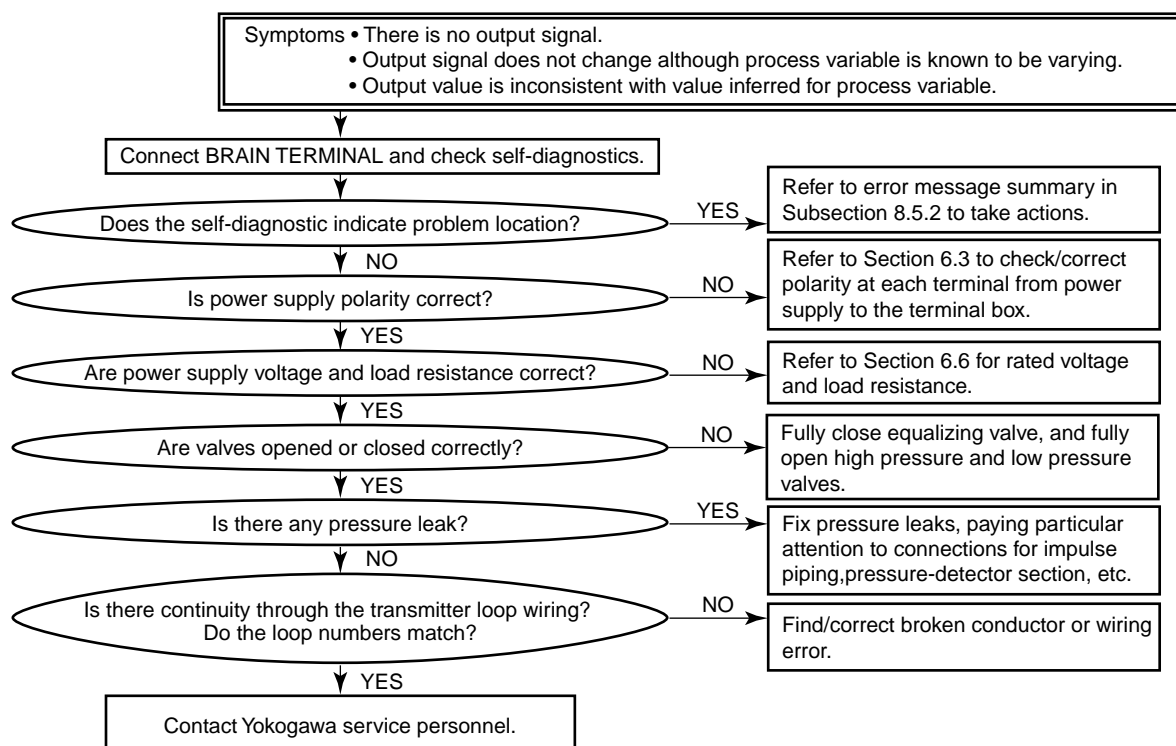 Symptoms • There is no output signal.
• Output signal does not change although process variable is known to be varying.
• Output value is inconsistent with value inferred for process variable.
Connect BRAIN TERMINAL and check self-diagnostics.
Does the self-diagnostic indicate problem location?
YES
Refer to error message summary in
Subsection 8.5.2 to take actions.
NO
Is power supply polarity correct?
NO
Refer to Section 6.3 to check/correct
polarity at each terminal from power
supply to the terminal box.
YES
Are power supply voltage and load resistance correct?
NO
Refer to Section 6.6 for rated voltage
and load resistance.
YES
Are valves opened or closed correctly?
NO
Fully close equalizing valve, and fully
open high pressure and low pressure
valves.
YES
Is there any pressure leak?
YES
Fix pressure leaks, paying particular
attention to connections for impulse
piping,pressure-detector section, etc.
NO
Is there continuity through the transmitter loop wiring?
Do the loop numbers match?
NO
Find/correct broken conductor or wiring
error.
YES
Contact Yokogawa service personnel.